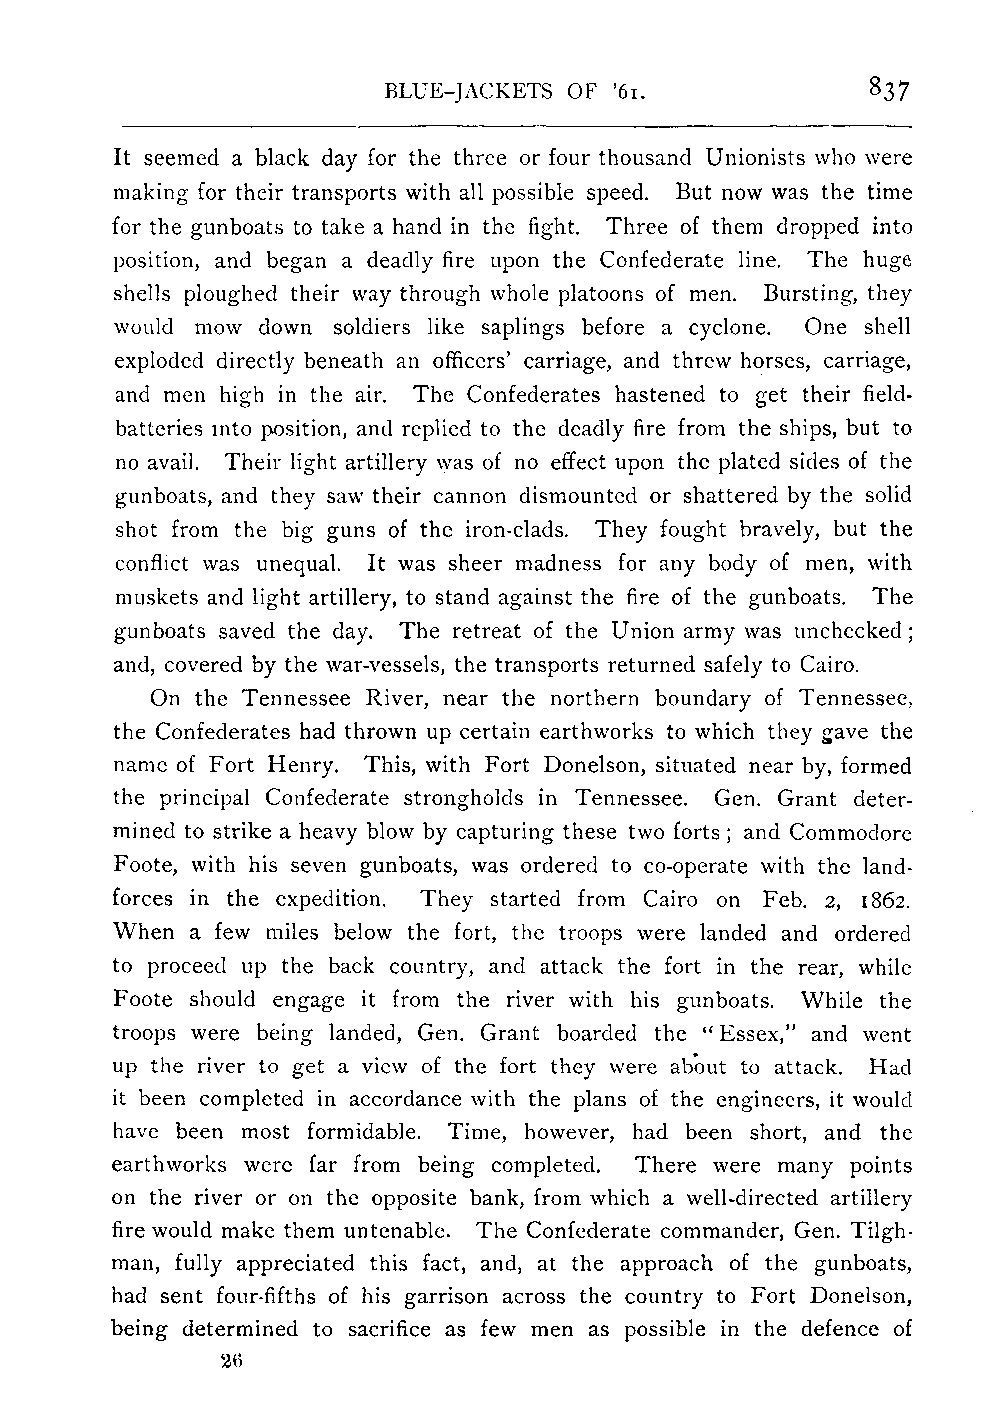 BLUE-JACKETS OF '61. 837
It seemed a black day for the three or four thousand Unionists who were
making for their transports with all possible speed. But now was the time
for the gunboats to take a hand in the fight. Three of them dropped into
position, and began a deadly fire upon the Confederate line. The huge
shells ploughed their way through whole platoons of men. Bursting, they
would mow down soldiers like saplings before a cyclone. One shell
exploded directly beneath an officers' carriage, and threw horses, carriage,
and men high in the air. The Confederates hastened to get their field-
batteries into position, and replied to the deadly fire from the ships, but to
no avail. Their light artillery was of no effect upon the plated sides of the
gunboats, and they saw their cannon dismounted or shattered by the solid
shot from the big guns of the iron-clads. They fought bravely, but the
conflict was unequal. It was sheer madness for any body of men, with
muskets and light artillery, to stand against the fire of the gunboats. The
gunboats saved the day. The retreat of the Union army was unchecked;
and, covered by the war-vessels, the transports returned safely to Cairo.
On the Tennessee River, near the northern boundary of Tennessee,
the Confederates had thrown up certain earthworks to which they gave the
name of Fort Henry. This, with Fort Donelson, situated near by, formed
the principal Confederate strongholds in Tennessee. Gen. Grant deter-
mined to strike a heavy blow by capturing these two forts; and Commodore
Foote, with his seven gunboats, was ordered to co-operate with the land-
forces in the expedition. They started from Cairo on Feb. 2, 1862.
When a few miles below the fort, the troops were landed and ordered
to proceed up the back country, and attack the fort in the rear, while
Foote should engage it from the river with his gunboats. While the
troops were being landed, Gen. Grant boarded the "Essex," and went
up the river to get a view of the fort they were about to attack. Had
it been completed in accordance with the plans of the engineers, it would
have been most formidable. Time, however, had been short, and the
earthworks were far from being completed. There were many points
on the river or on the opposite bank, from which a well-directed artillery
fire would make them untenable. The Confederate commander, Gen. Tilgh-
man, fully appreciated this fact, and, at the approach of the gunboats,
had sent four-fifths of his garrison across the country to Fort Donelson,
being determined to sacrifice as few men as possible in the defence of
26